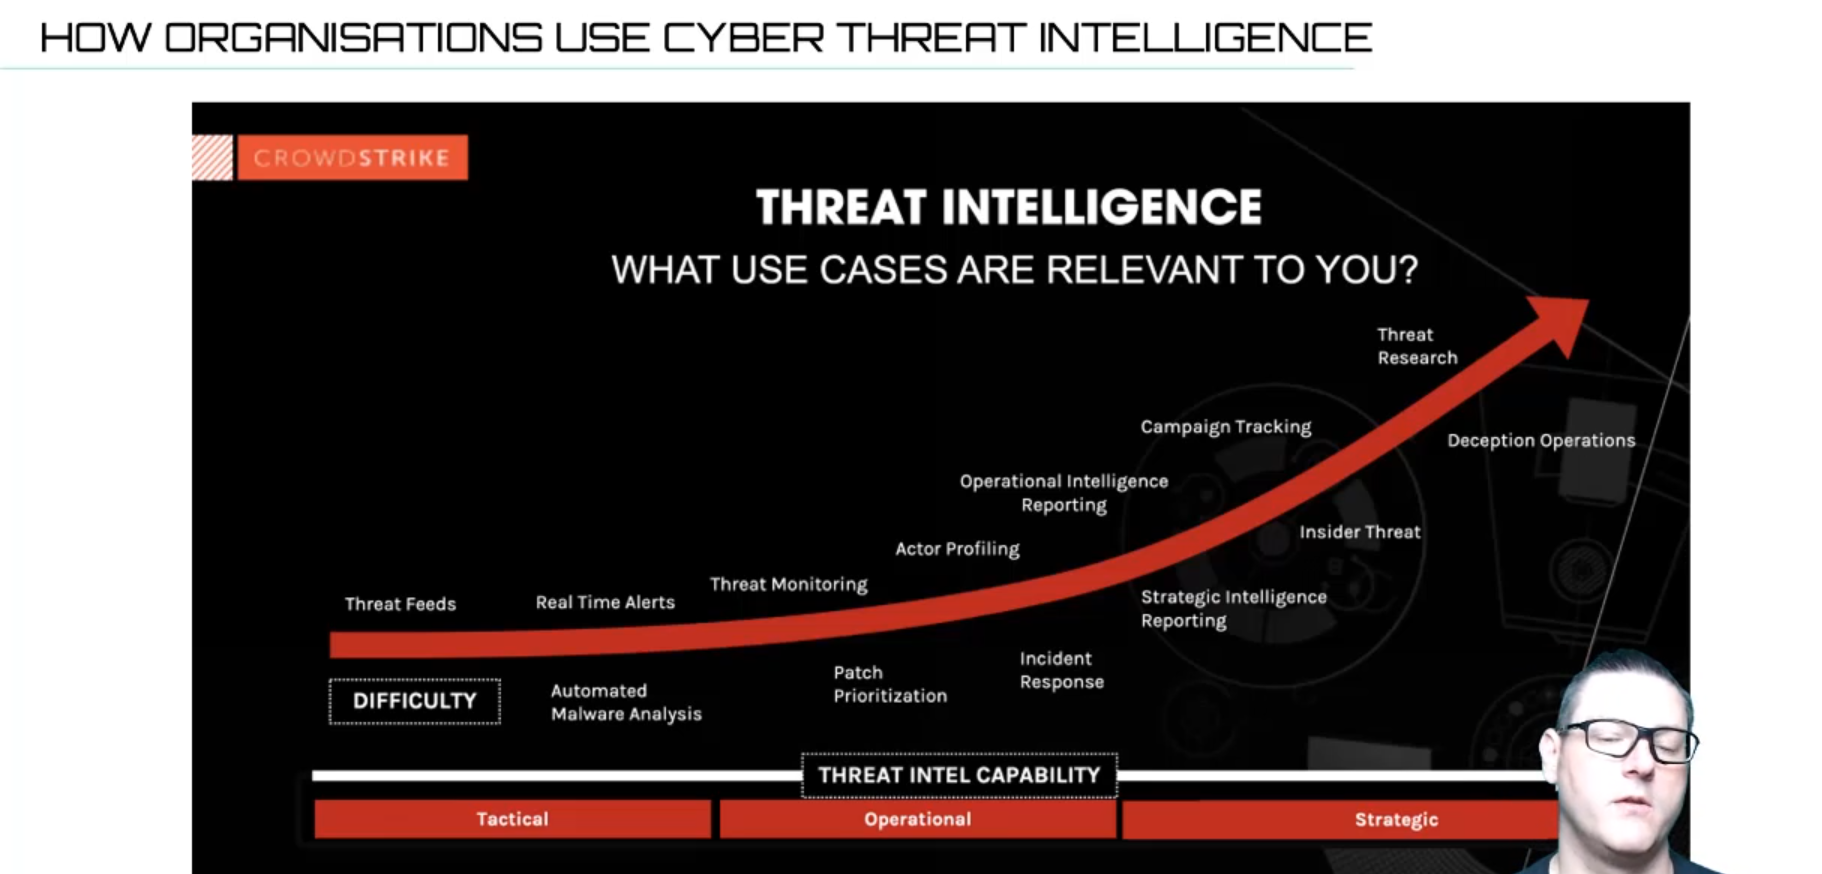 HOW ORGANISATIONS USE CYBER THREAT INTELLIGENCE
CROWDSTRIKE
THREAT INTELLIGENCE
WHAT USE CASES ARE RELEVANT TO YOU?
Threat
Research
Campaign Tracking
Deception Operations
Operational Intelligence
Reporting
Insider Threat
Actor Profiling
Threat Monitoring
Strategic Intelligence
Reporting
Threat Feeds
Real Time Alerts
Incident
Response
Patch
Prioritization
DIFFICULTY
Automated
Malware Analysis
THREAT INTEL CAPABILITY
Tactical
Operational
Strategic